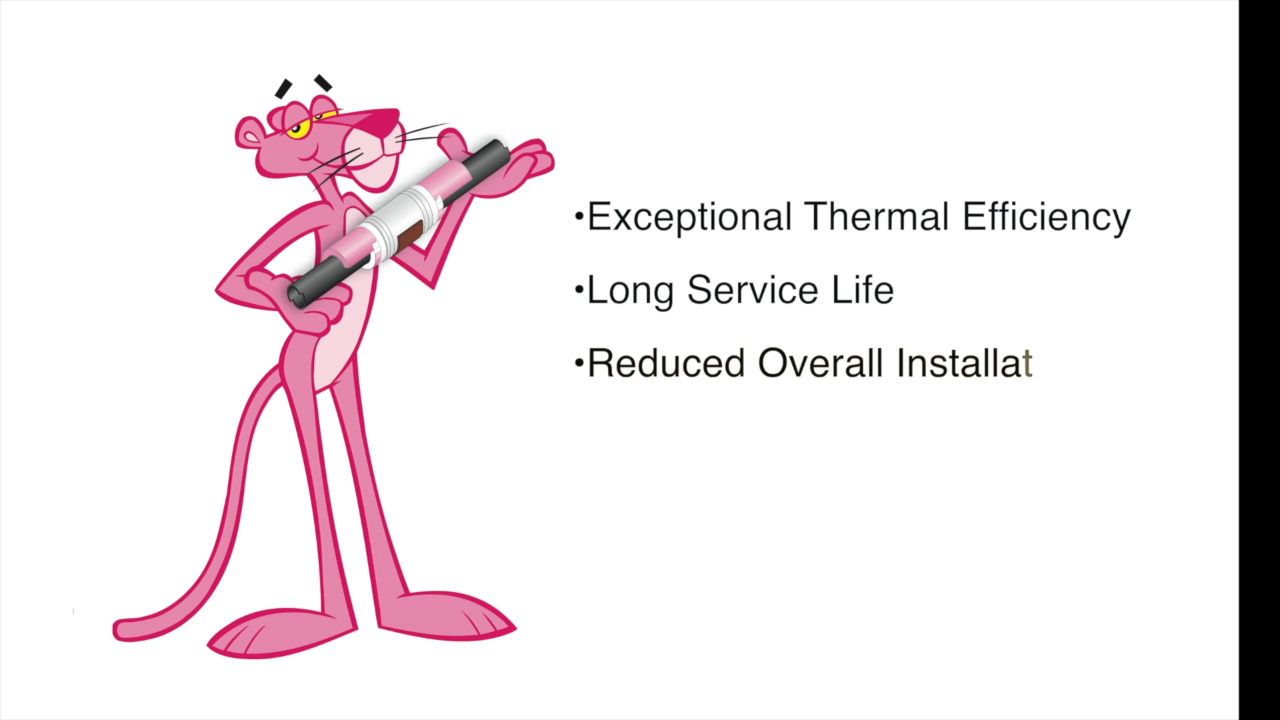 •Exceptional Thermal Efficiency
•Long Service Life
•Reduced Overall Installat